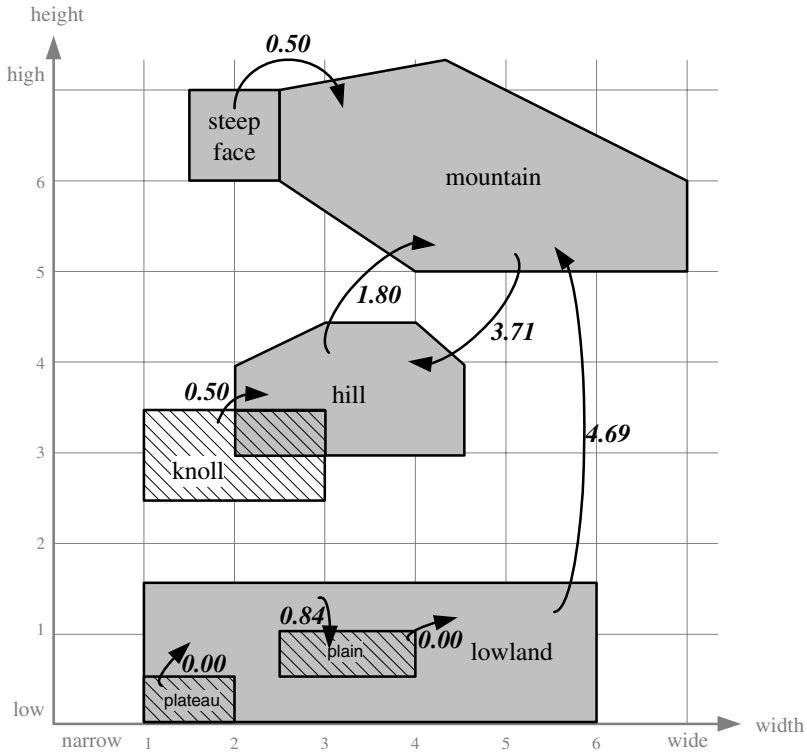 height
0.50
high
steep
face
mountain
6
5
1.80
3.71
4
0.50
hill
3
4.69
knoll
2
0.84
1
0.00
plain
lowland
0.00
plateau
low
width
narrow
1
2
3
4
5
6
wide